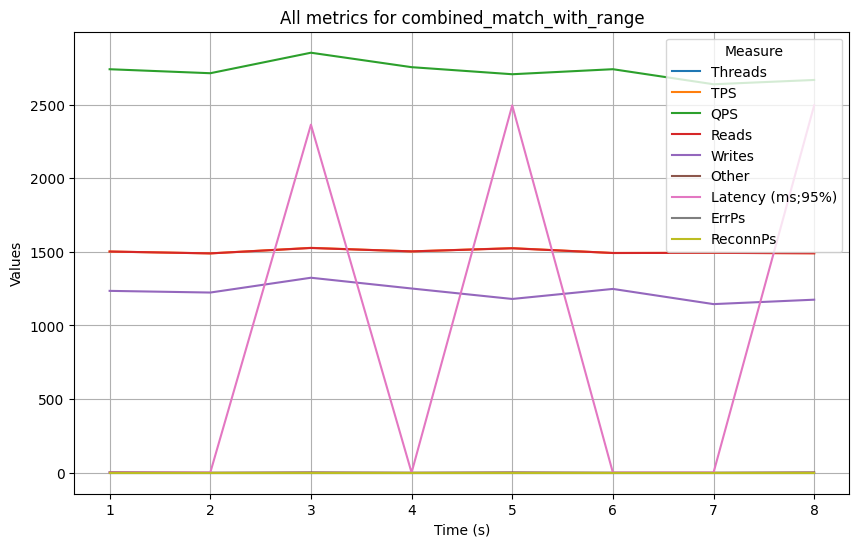 All metrics for combined_match_with_range
Measure
Threads
TPS
QPS
Reads
Writes
Other
Latency (ms;95%)
ErrPs
ReconnPs
Values
2500
2000
1500
1000
500
0
1 2 3 4 5 6 7 8
Time (s)